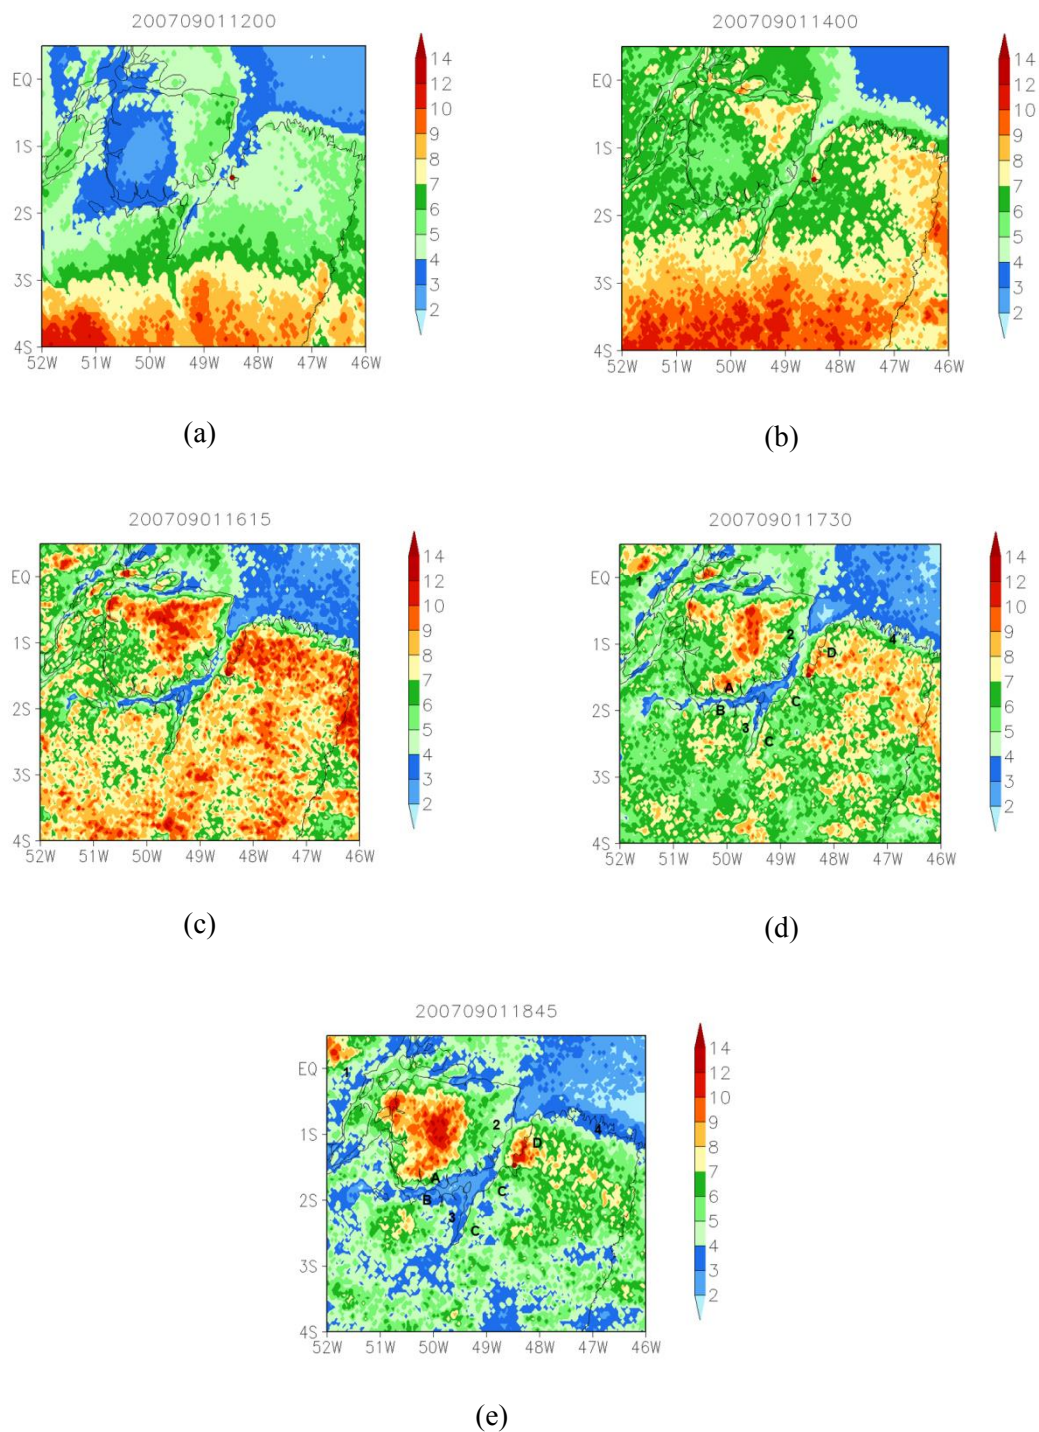 200709011200
200709011400
EQ
1S
2S
3S
4S
52W 51W 50W 49W 48W 47W 46W
14
12
10
9
8
7
6
5
4
3
2
EQ
1S
2S
3S
4S
52W 51W 50W 49W 48W 47W 46W
14
12
10
9
8
7
6
5
4
3
2
(a)
(b)
200709011615
200709011730
EQ
1S
2S
3S
4S
52W 51W 50W 49W 48W 47W 46W
14
12
10
9
8
7
6
5
4
3
2
EQ
1S
2S
3S
4S
1
2
4
D
A
B
C
3
C
52W 51W 50W 49W 48W 47W 46W
14
12
10
9
8
7
6
5
4
3
2
(c)
(d)
200709011845
EQ
1S
2S
3S
4S
1
2
4
D
A
B
C
3
C
52W 51W 50W 49W 48W 47W 46W
14
12
10
9
8
7
6
5
4
3
2
(e)